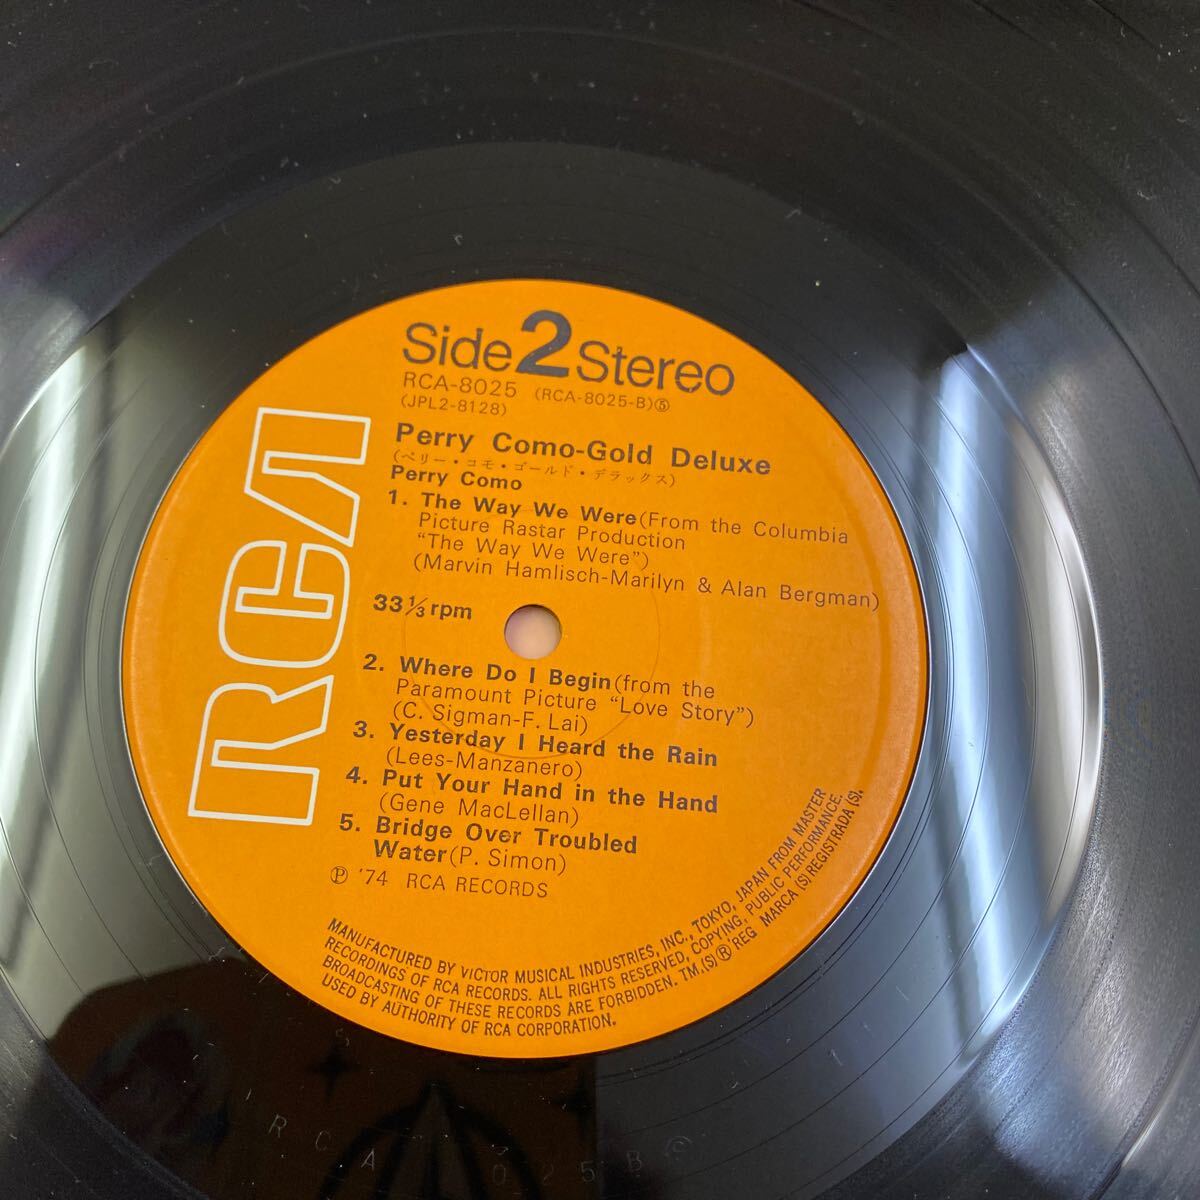 Side 2 Stereo
RCA-8025 (RCA-8025-B)⑤
(JPL2-8128)
Perry Como-Gold Deluxe
(ペリー・コモ・ゴールド・デラックス)
Perry Como
1. The Way We Were (From the Columbia
Picture Rastar Production
"The Way We Were")
(Marvin Hamlisch-Marilyn & Alan Bergman)
33 1/3 rpm
2. Where Do I Begin (from the
Paramount Picture "Love Story")
(C. Sigman-F. Lai)
3. Yesterday I Heard the Rain
(Lees-Manzanero)
4. Put Your Hand in the Hand
(Gene MacLellan)
5. Bridge Over Troubled
Water (P. Simon)
Ⓟ '74 RCA RECORDS
RCA
MANUFACTURED BY VICTOR MUSICAL INDUSTRIES, INC., TOKYO, JAPAN FROM MASTER
RECORDINGS OF RCA RECORDS. ALL RIGHTS RESERVED, COPYING, PUBLIC PERFORMANCE,
BROADCASTING OF THESE RECORDS ARE FORBIDDEN. TM.(S) ® REG MARCA (S) REGISTRADA (S).
USED BY AUTHORITY OF RCA CORPORATION.
RCA